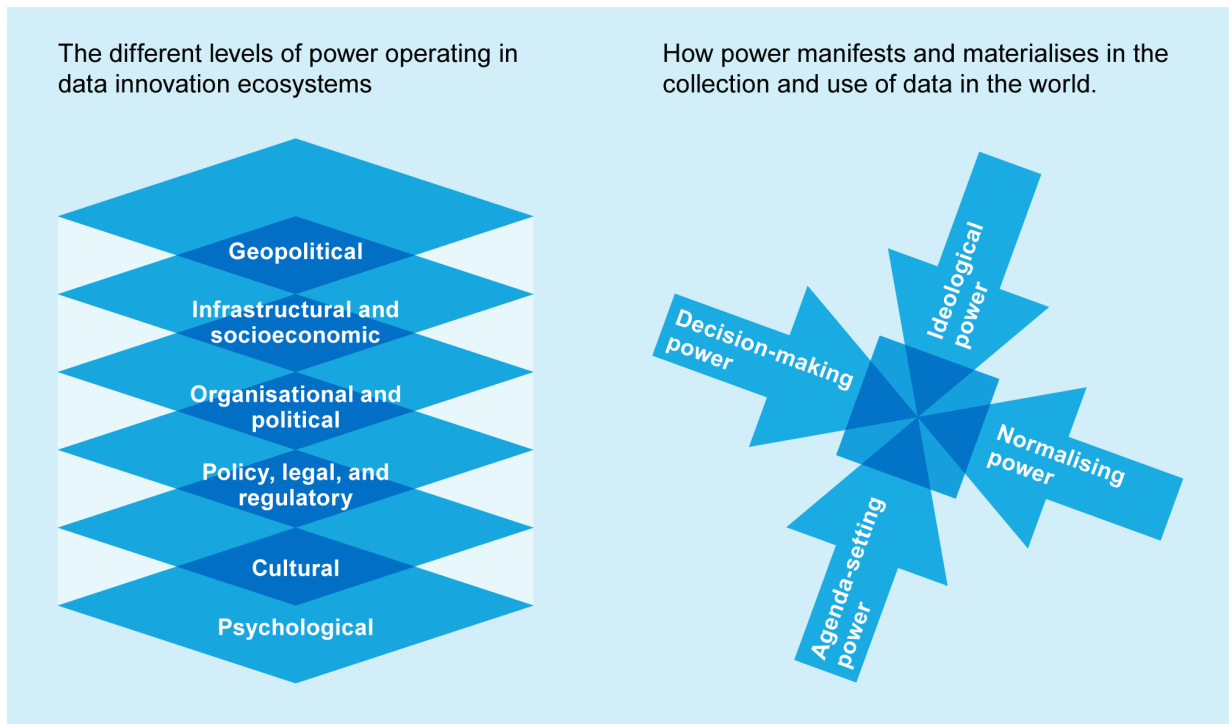 The different levels of power operating in
data innovation ecosystems
Geopolitical
Infrastructural and
socioeconomic
Organisational and
political
Policy, legal, and
regulatory
Cultural
Psychological
How power manifests and materialises in the
collection and use of data in the world.
Ideological
power
Decision-making
power
Normalising
power
Agenda-setting
power